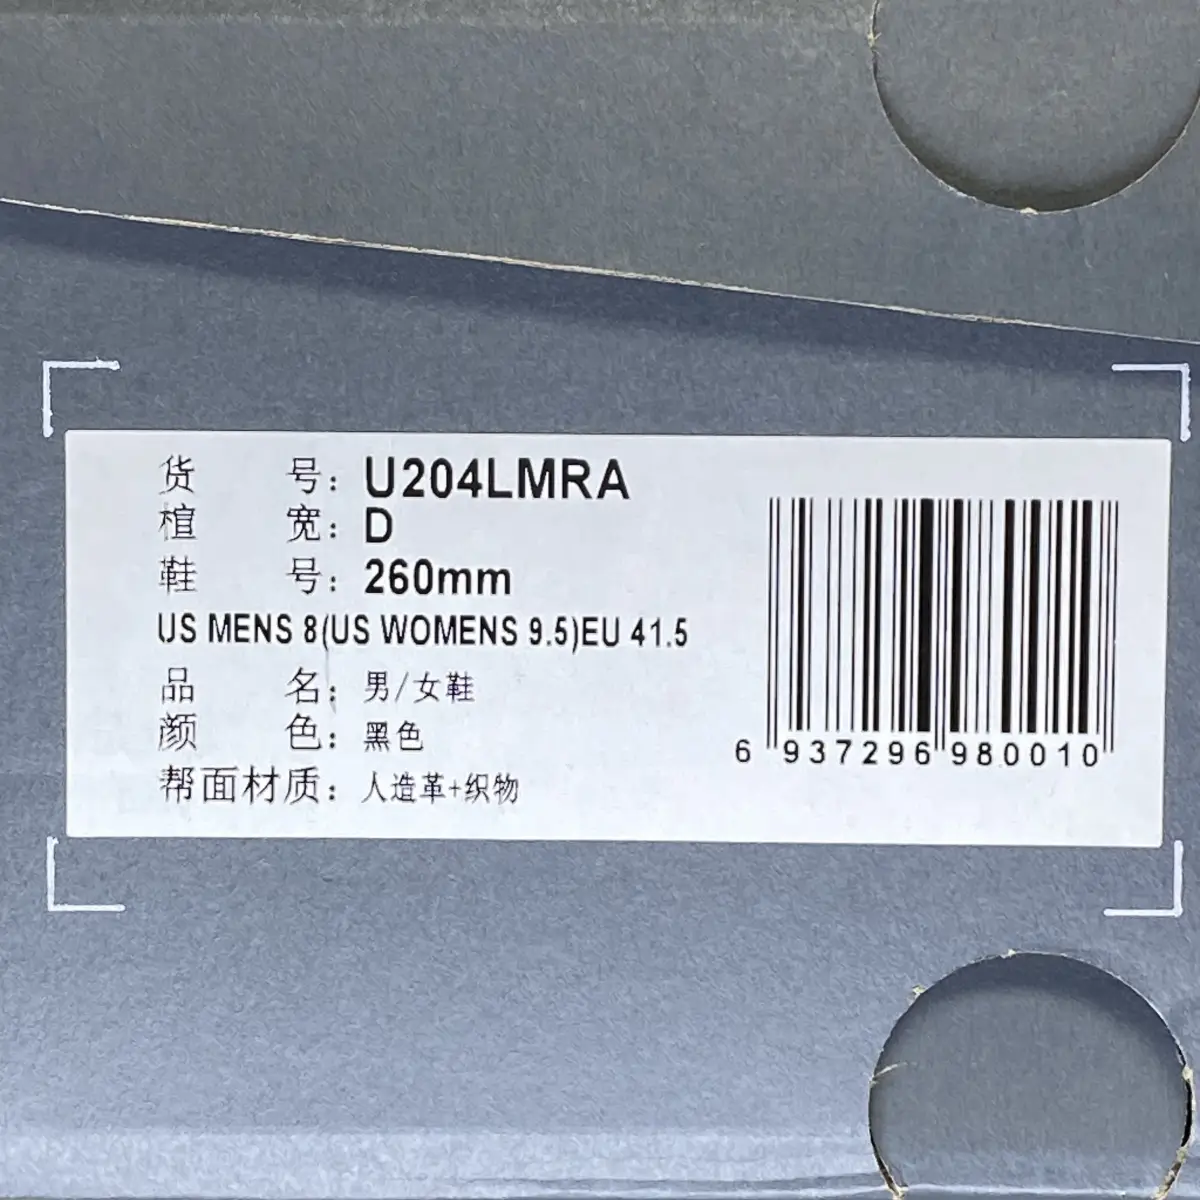 货 号：U204LMRA
楦 宽：D
鞋 号：260mm
US MENS 8(US WOMENS 9.5)EU 41.5
品 名：男/女鞋
颜 色：黑色
帮面材质：人造革+织物
6 937296 980010